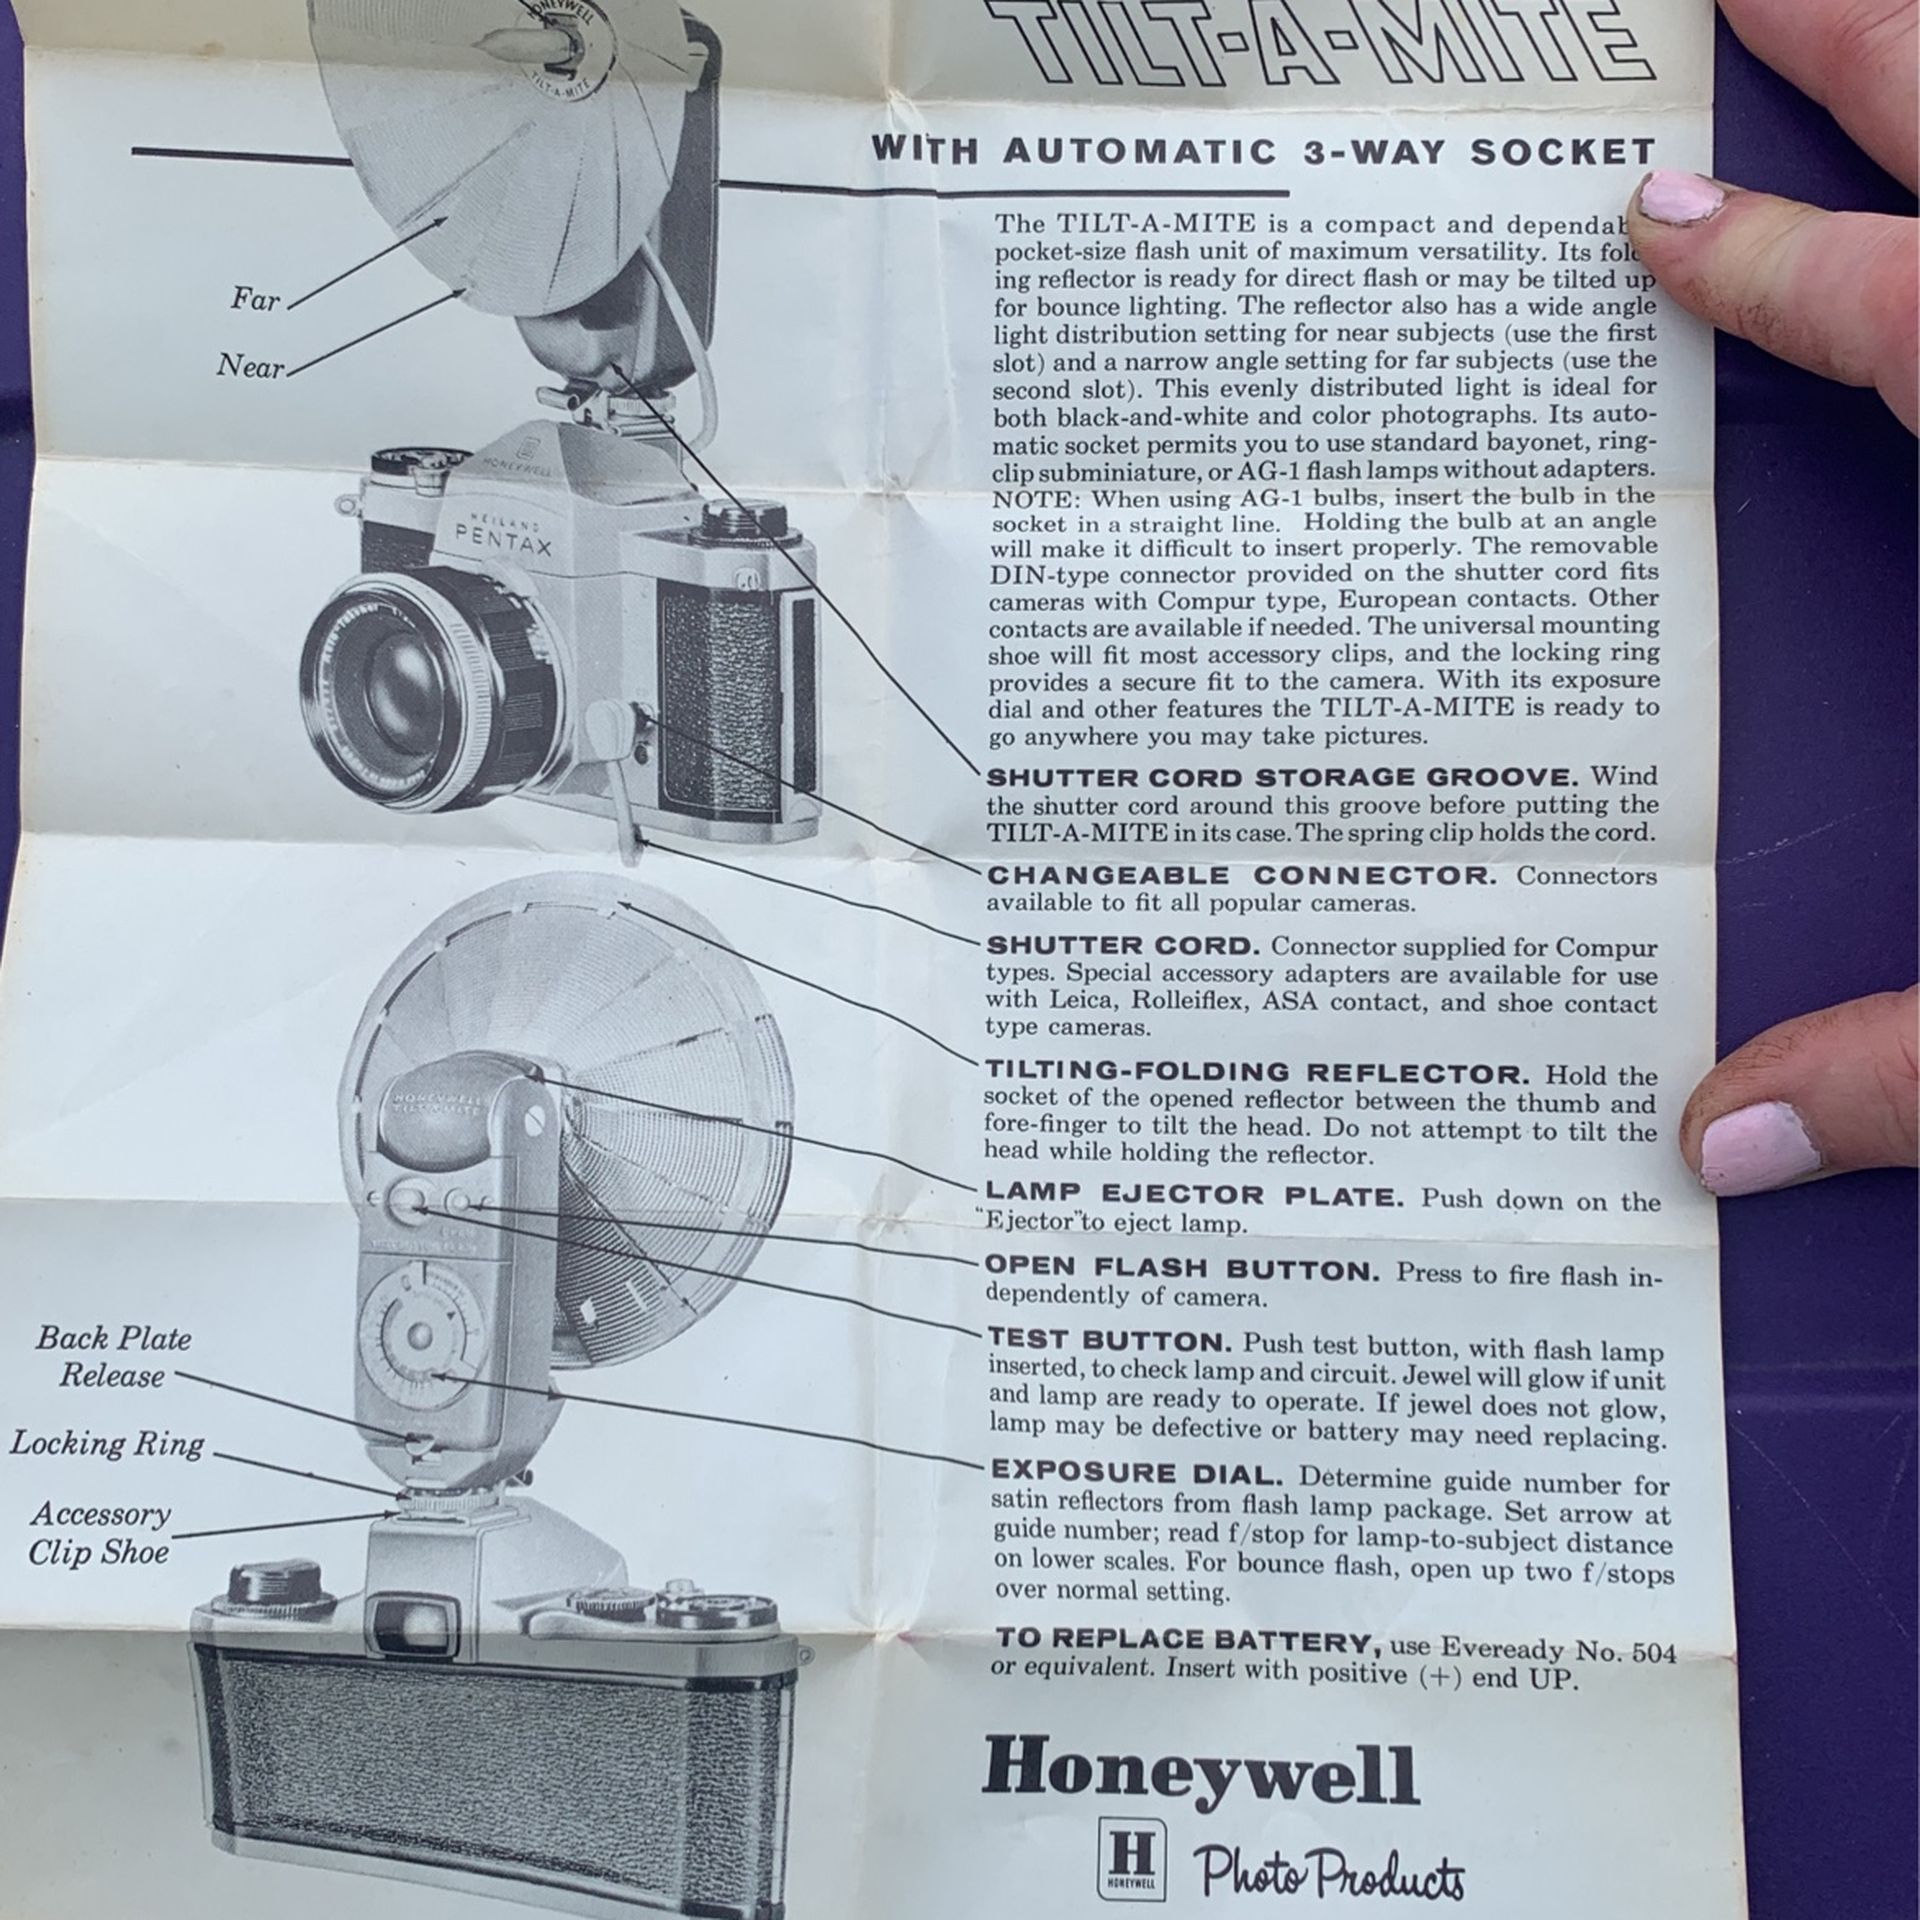 HONEYWELL
TILT-A-MITE
TILT-A-MITE
WITH AUTOMATIC 3-WAY SOCKET
The TILT-A-MITE is a compact and
pocket-size flash unit of maximum versatility. Its
ing reflector is ready for direct flash or may be tilted up
for bounce lighting. The reflector also has a wide angle
light distribution setting for near subjects (use the first
slot) and a narrow angle setting for far subjects (use the
second slot). This evenly distributed light is ideal for
both black-and-white and color photographs. Its auto-
matic socket permits you to use standard bayonet, ring-
clip subminiature, or AG-1 flash lamps without adapters.
NOTE: When using AG-1 bulbs, insert the bulb in the
socket in a straight line. Holding the bulb at an angle
will make it difficult to insert properly. The removable
DIN-type connector provided on the shutter cord fits
cameras with Compur type, European contacts. Other
contacts are available if needed. The universal mounting
shoe will fit most accessory clips, and the locking ring
provides a secure fit to the camera. With its exposure
dial and other features the TILT-A-MITE is ready to
go anywhere you may take pictures.
Far
Near
HONEYWELL
HEILAND
PENTAX
SHUTTER CORD STORAGE GROOVE. Wind
the shutter cord around this groove before putting the
TILT-A-MITE in its case. The spring clip holds the cord.
CHANGEABLE CONNECTOR. Connectors
available to fit all popular cameras.
SHUTTER CORD. Connector supplied for Compur
types. Special accessory adapters are available for use
with Leica, Rolleiflex, ASA contact, and shoe contact
type cameras.
TILTING-FOLDING REFLECTOR. Hold the
socket of the opened reflector between the thumb and
fore-finger to tilt the head. Do not attempt to tilt the
head while holding the reflector.
LAMP EJECTOR PLATE. Push down on the
"Ejector" to eject lamp.
OPEN FLASH BUTTON. Press to fire flash in-
dependently of camera.
TEST BUTTON. Push test button, with flash lamp
inserted, to check lamp and circuit. Jewel will glow if unit
and lamp are ready to operate. If jewel does not glow,
lamp may be defective or battery may need replacing.
EXPOSURE DIAL. Determine guide number for
satin reflectors from flash lamp package. Set arrow at
guide number; read f/stop for lamp-to-subject distance
on lower scales. For bounce flash, open up two f/stops
over normal setting.
TO REPLACE BATTERY, use Eveready No. 504
or equivalent. Insert with positive (+) end UP.
HONEYWELL
TILT-A-MITE
Back Plate
Release
Locking Ring
Accessory
Clip Shoe
Honeywell
H
HONEYWELL
Photo Products